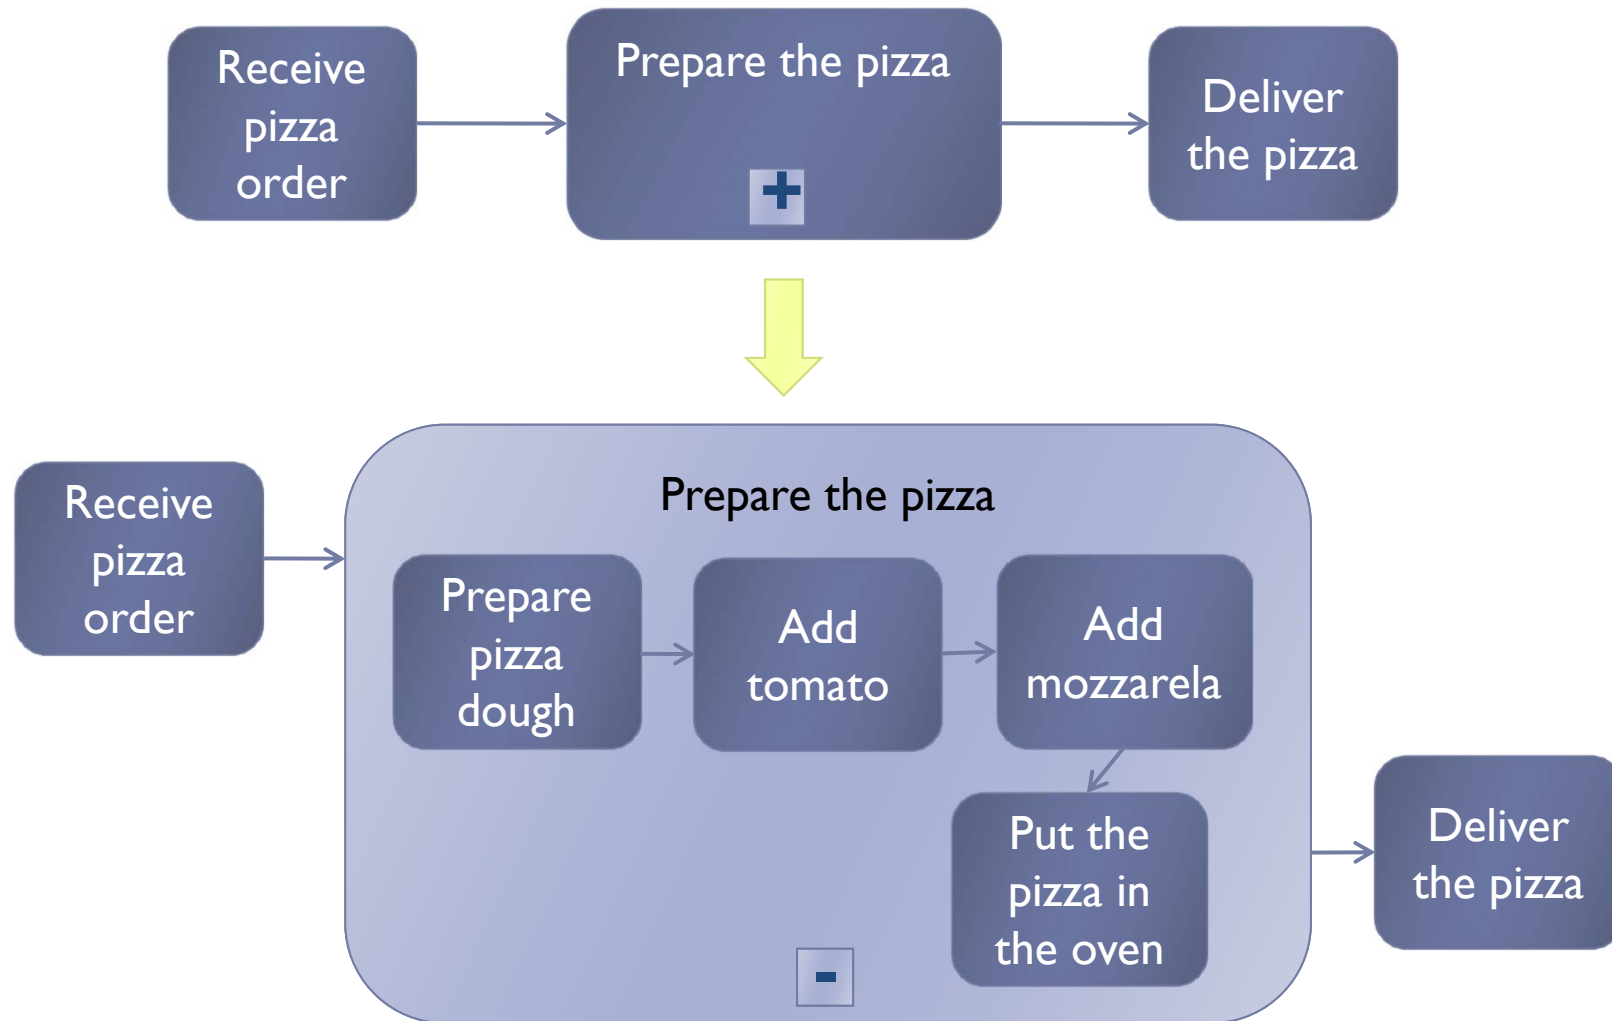 Receive
pizza
order
Prepare the pizza
+
Deliver
the pizza
Receive
pizza
order
Prepare the pizza
Prepare
pizza
dough
Add
tomato
Add
mozzarela
Put the
pizza in
the oven
-
Deliver
the pizza